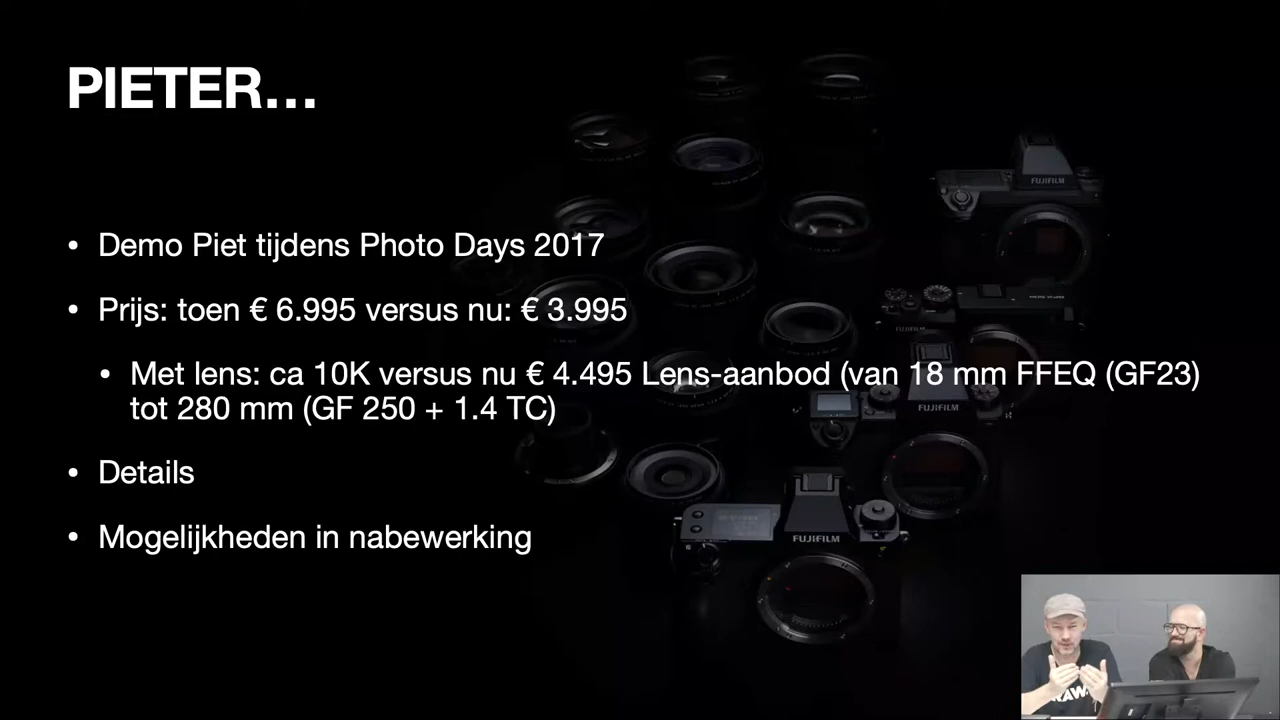 PIETER...
• Demo Piet tijdens Photo Days 2017
• Prijs: toen € 6.995 versus nu: € 3.995
• Met lens: ca 10K versus nu € 4.495 Lens-aanbod (van 18 mm FFEQ (GF23)
tot 280 mm (GF 250 + 1.4 TC)
• Details
• Mogelijkheden in nabewerking
FUJIFILM
FUJIFILM
FUJIFILM
FUJIFILM
RAW